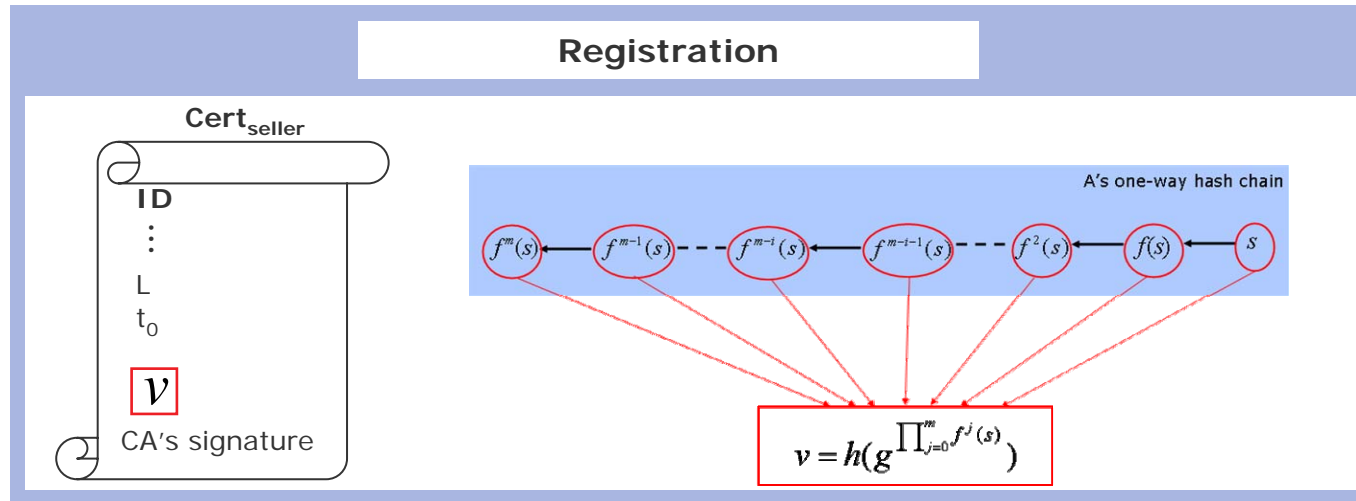 Registration
Cert_seller
ID
⋮
L
t_0
v
CA's signature
A's one-way hash chain
f^m(s) f^{m-1}(s) f^{m-i}(s) f^{m-i-1}(s) f^2(s) f(s) s
v = h(g^{∏_{j=0}^{m} f^j(s)})